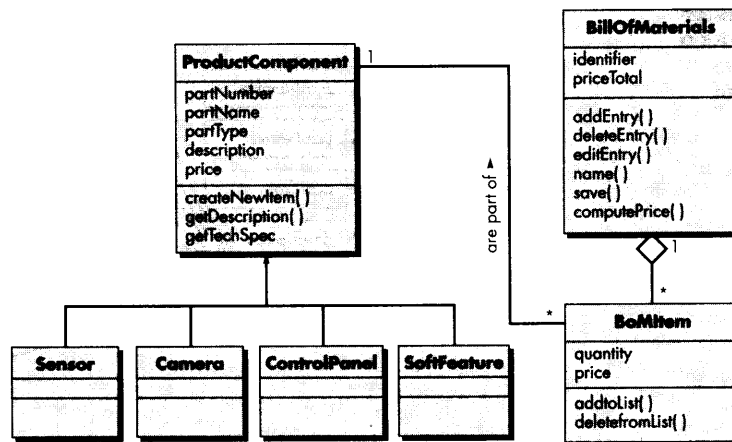 ProductComponent
partNumber
partName
partType
description
price
createNewItem( )
getDescription( )
getTechSpec
1
are part of ►
*
BillOfMaterials
identifier
priceTotal
addEntry( )
deleteEntry( )
editEntry( )
name( )
save( )
computePrice( )
1
*
BoMItem
quantity
price
addtoList( )
deletefromList( )
Sensor
Camera
ControlPanel
SoftFeature